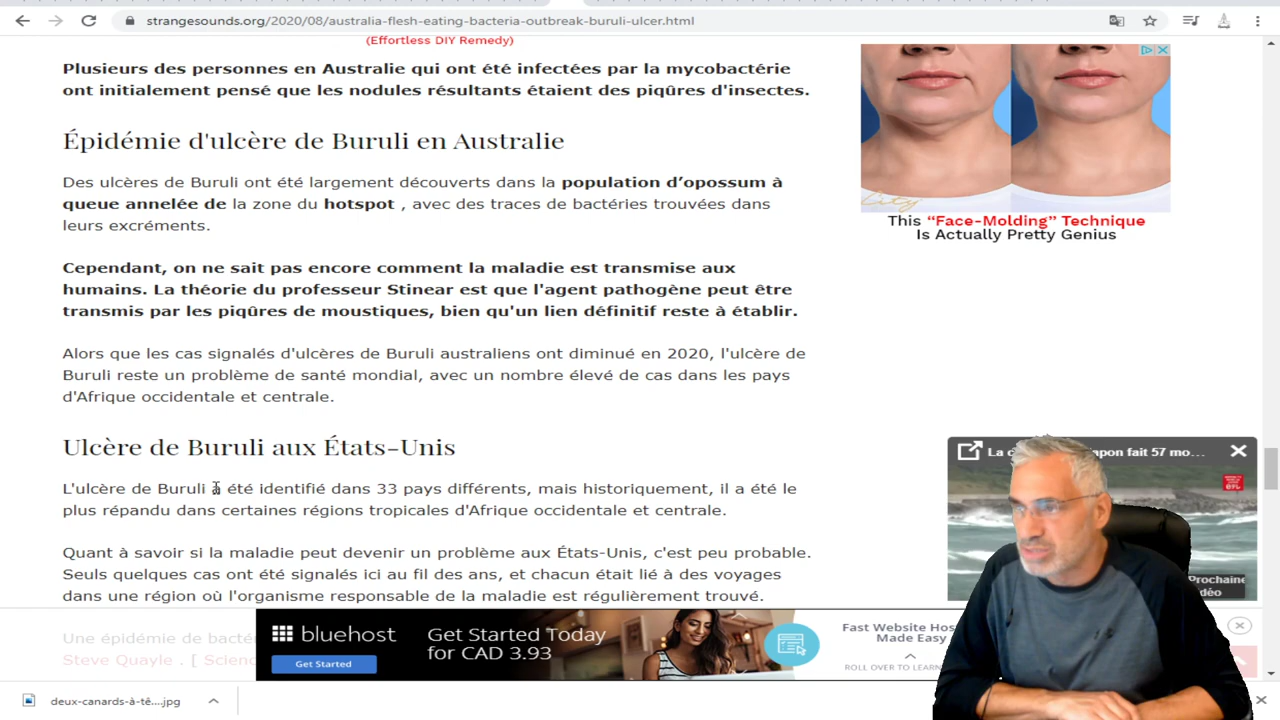 strangesounds.org/2020/08/australia-flesh-eating-bacteria-outbreak-buruli-ulcer.html
(Effortless DIY Remedy)
Plusieurs des personnes en Australie qui ont été infectées par la mycobactérie
ont initialement pensé que les nodules résultants étaient des piqûres d'insectes.
Épidémie d'ulcère de Buruli en Australie
Des ulcères de Buruli ont été largement découverts dans la population d’opossum à
queue annelée de la zone du hotspot , avec des traces de bactéries trouvées dans
leurs excréments.
Cependant, on ne sait pas encore comment la maladie est transmise aux
humains. La théorie du professeur Stinear est que l'agent pathogène peut être
transmis par les piqûres de moustiques, bien qu'un lien définitif reste à établir.
Alors que les cas signalés d'ulcères de Buruli australiens ont diminué en 2020, l'ulcère de
Buruli reste un problème de santé mondial, avec un nombre élevé de cas dans les pays
d'Afrique occidentale et centrale.
Ulcère de Buruli aux États-Unis
L'ulcère de Buruli a été identifié dans 33 pays différents, mais historiquement, il a été le
plus répandu dans certaines régions tropicales d'Afrique occidentale et centrale.
Quant à savoir si la maladie peut devenir un problème aux États-Unis, c'est peu probable.
Seuls quelques cas ont été signalés ici au fil des ans, et chacun était lié à des voyages
dans une région où l'organisme responsable de la maladie est régulièrement trouvé.
Une épidémie de bacté
Steve Quayle . [ Scienc
City
This “Face-Molding” Technique
Is Actually Pretty Genius
pon fait 57 mo...
Prochaine
déo
bluehost
Get Started
Get Started Today
for CAD 3.93
Fast Website Hos
Made Easy
ROLL OVER TO LEARN
deux-canards-à-tê....jpg